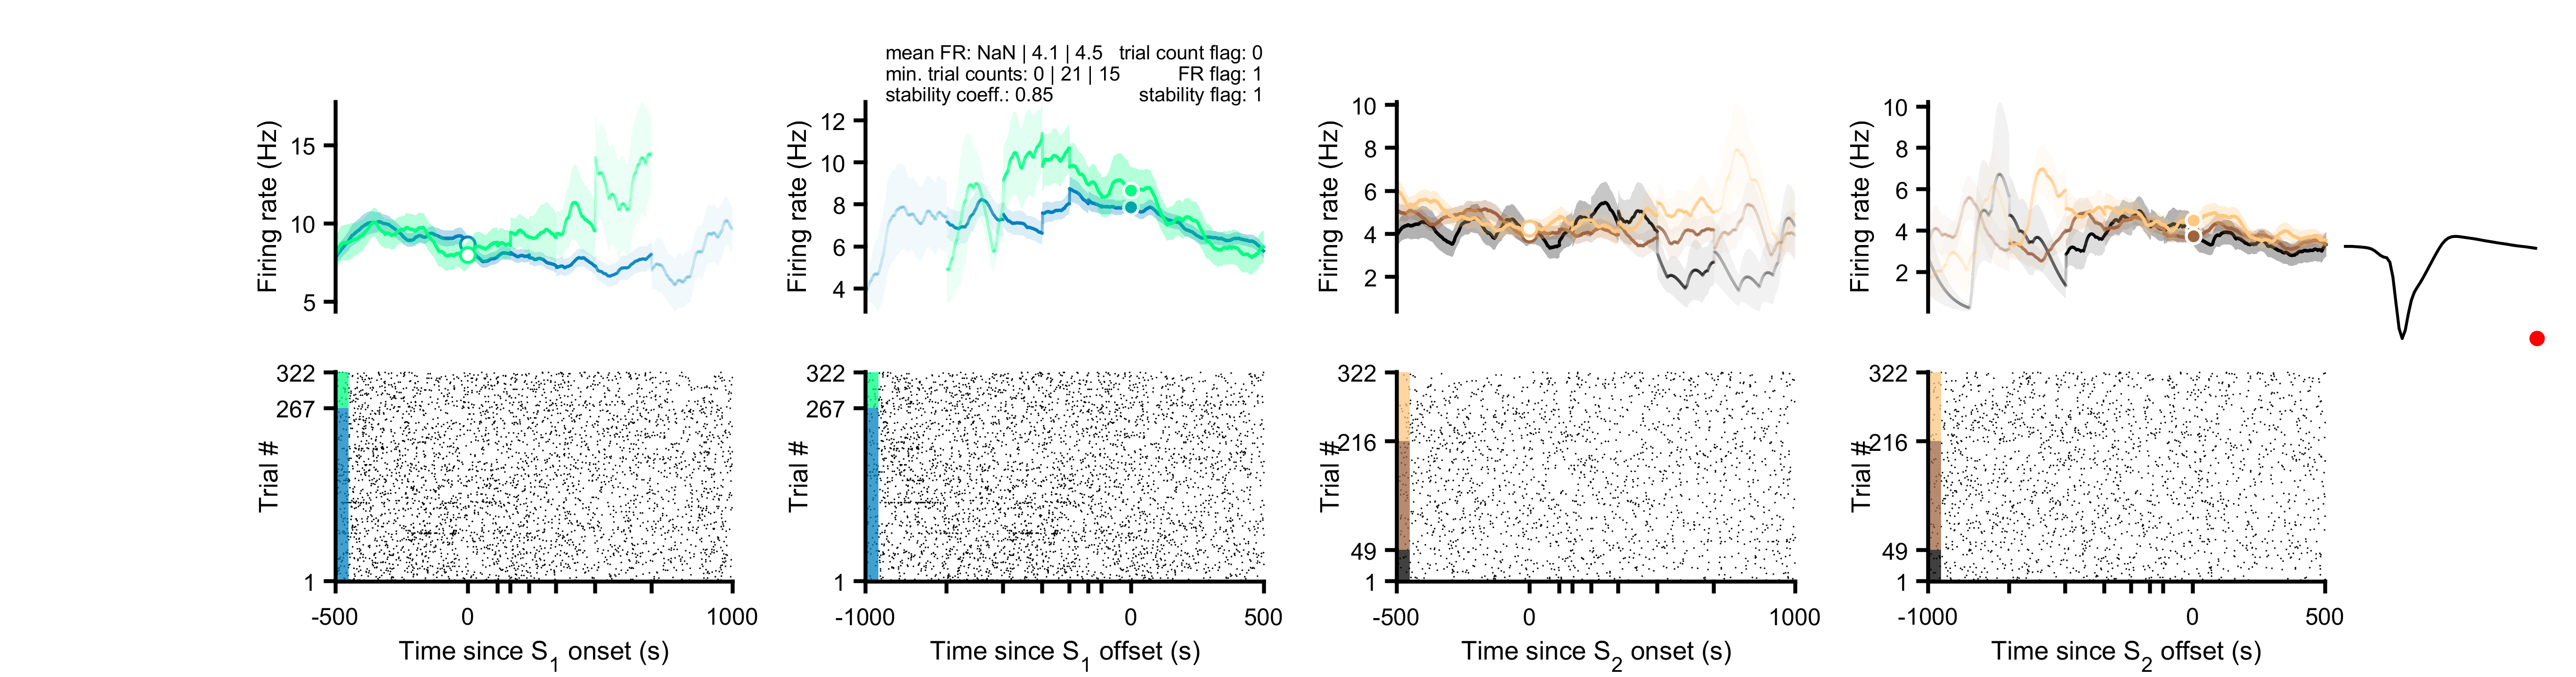 mean FR: NaN | 4.1 | 4.5 trial count flag: 0
min. trial counts: 0 | 21 | 15 FR flag: 1
stability coeff.: 0.85 stability flag: 1
Firing rate (Hz)
15
10
5
Firing rate (Hz)
12
10
8
6
4
Firing rate (Hz)
10
8
6
4
2
Firing rate (Hz)
10
8
6
4
2
Trial #
322
267
1
-500
0
1000
Time since S1 onset (s)
Trial #
322
267
1
-1000
0
500
Time since S1 offset (s)
Trial #
322
216
49
1
-500
0
1000
Time since S2 onset (s)
Trial #
322
216
49
1
-1000
0
500
Time since S2 offset (s)